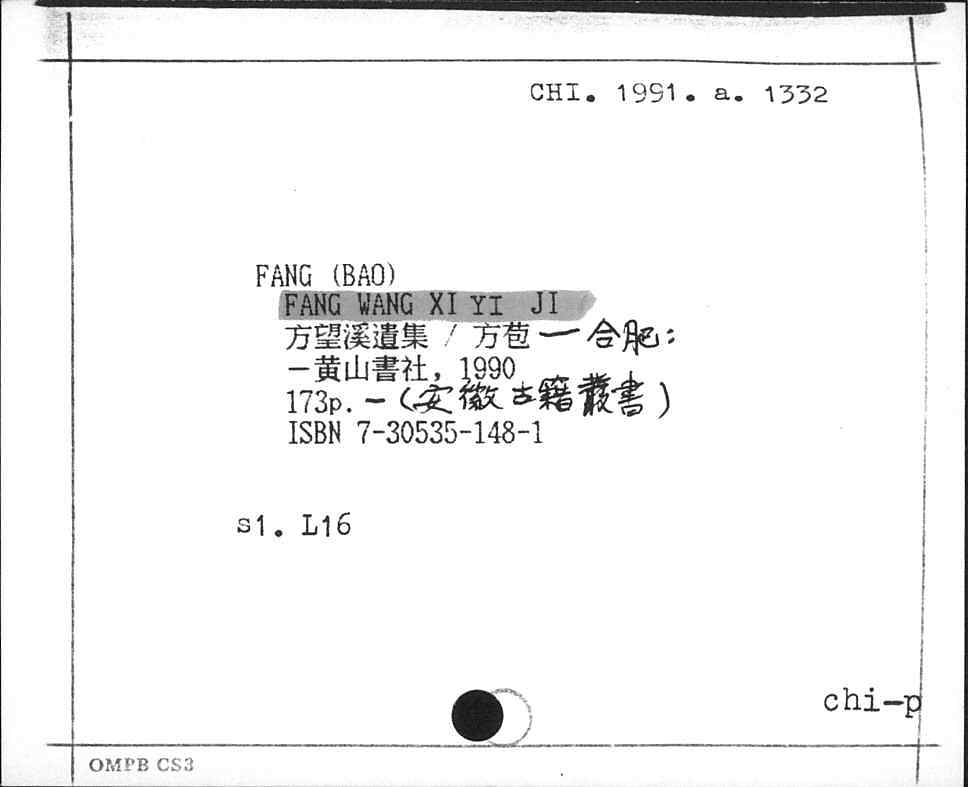 CHI. 1991. a. 1332
FANG (BAO)
FANG WANG XI YI JI
方望溪遺集 / 方苞 — 合肥:
—黄山書社, 1990
173p. — (安徽古籍叢書)
ISBN 7-30535-148-1
s1. L16
chi-p
OMPB CS3